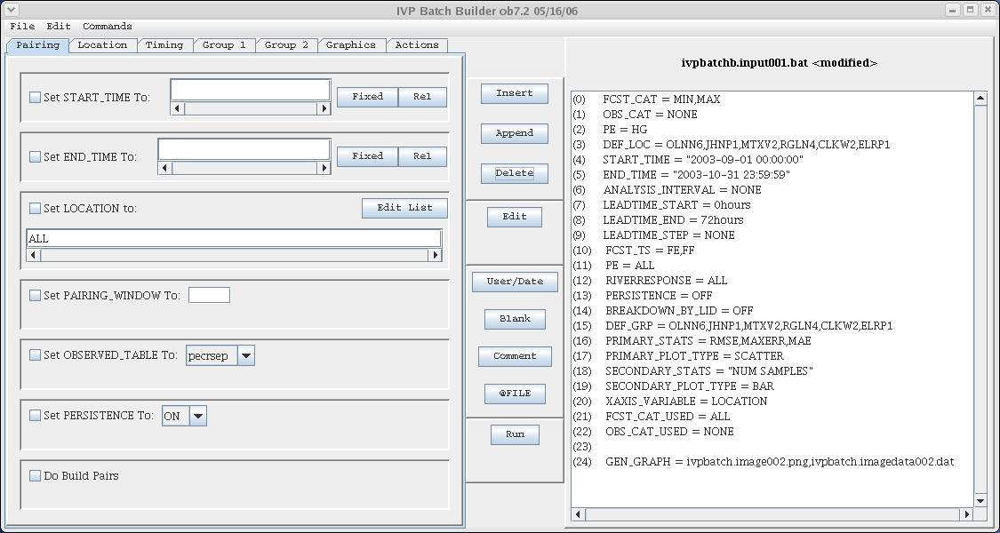 IVP Batch Builder ob7.2 05/16/06
File Edit Commands
Pairing Location Timing Group 1 Group 2 Graphics Actions
Set START_TIME To: Fixed Rel
Set END_TIME To: Fixed Rel
Set LOCATION to: Edit List
ALL
Set PAIRING_WINDOW To:
Set OBSERVED_TABLE To: pecrsep
Set PERSISTENCE To: ON
Do Build Pairs
Insert
Append
Delete
Edit
User/Date
Blank
Comment
@FILE
Run
ivpbatchb.input001.bat <modified>
(0) FCST_CAT = MIN,MAX
(1) OBS_CAT = NONE
(2) PE = HG
(3) DEF_LOC = OLNN6,JHNP1,MTXV2,RGLN4,CLKW2,ELRP1
(4) START_TIME = "2003-09-01 00:00:00"
(5) END_TIME = "2003-10-31 23:59:59"
(6) ANALYSIS_INTERVAL = NONE
(7) LEADTIME_START = 0hours
(8) LEADTIME_END = 72hours
(9) LEADTIME_STEP = NONE
(10) FCST_TS = FE,FF
(11) PE = ALL
(12) RIVERRESPONSE = ALL
(13) PERSISTENCE = OFF
(14) BREAKDOWN_BY_LID = OFF
(15) DEF_GRP = OLNN6,JHNP1,MTXV2,RGLN4,CLKW2,ELRP1
(16) PRIMARY_STATS = RMSE,MAXERR,MAE
(17) PRIMARY_PLOT_TYPE = SCATTER
(18) SECONDARY_STATS = "NUM SAMPLES"
(19) SECONDARY_PLOT_TYPE = BAR
(20) XAXIS_VARIABLE = LOCATION
(21) FCST_CAT_USED = ALL
(22) OBS_CAT_USED = NONE
(23)
(24) GEN_GRAPH = ivpbatch.image002.png,ivpbatch.imagedata002.dat